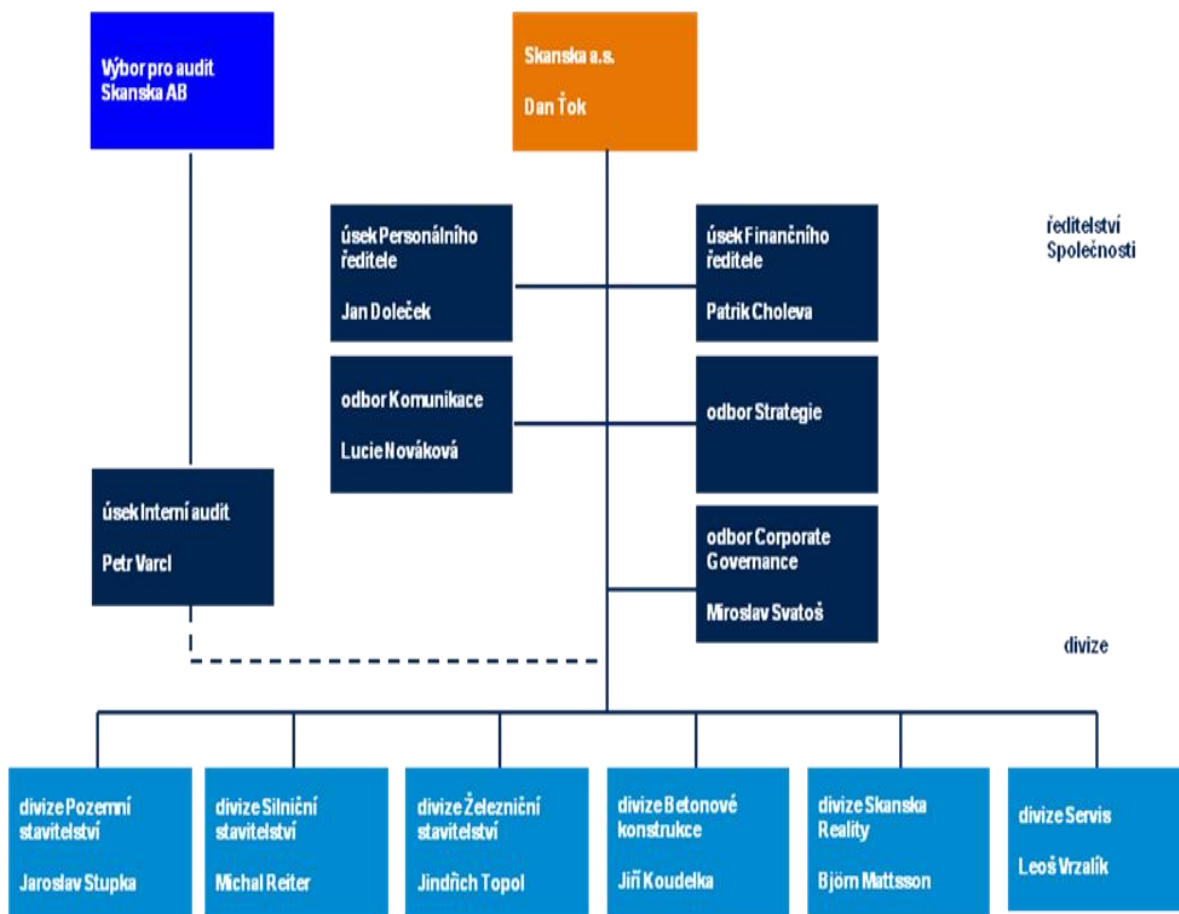 Výbor pro audit
Skanska AB
Skanska a.s.
Dan Ťok
úsek Personálního
ředitele
Jan Doleček
úsek Finančního
ředitele
Patrik Choleva
ředitelství
Společnosti
odbor Komunikace
Lucie Nováková
odbor Strategie
úsek Interní audit
Petr Varcl
odbor Corporate
Governance
Miroslav Svatoš
divize
divize Pozemní
stavitelství
Jaroslav Stupka
divize Silniční
stavitelství
Michal Reiter
divize Železniční
stavitelství
Jindřich Topol
divize Betonové
konstrukce
Jiří Koudelka
divize Skanska
Reality
Björn Mattsson
divize Servis
Leoš Vrzalík